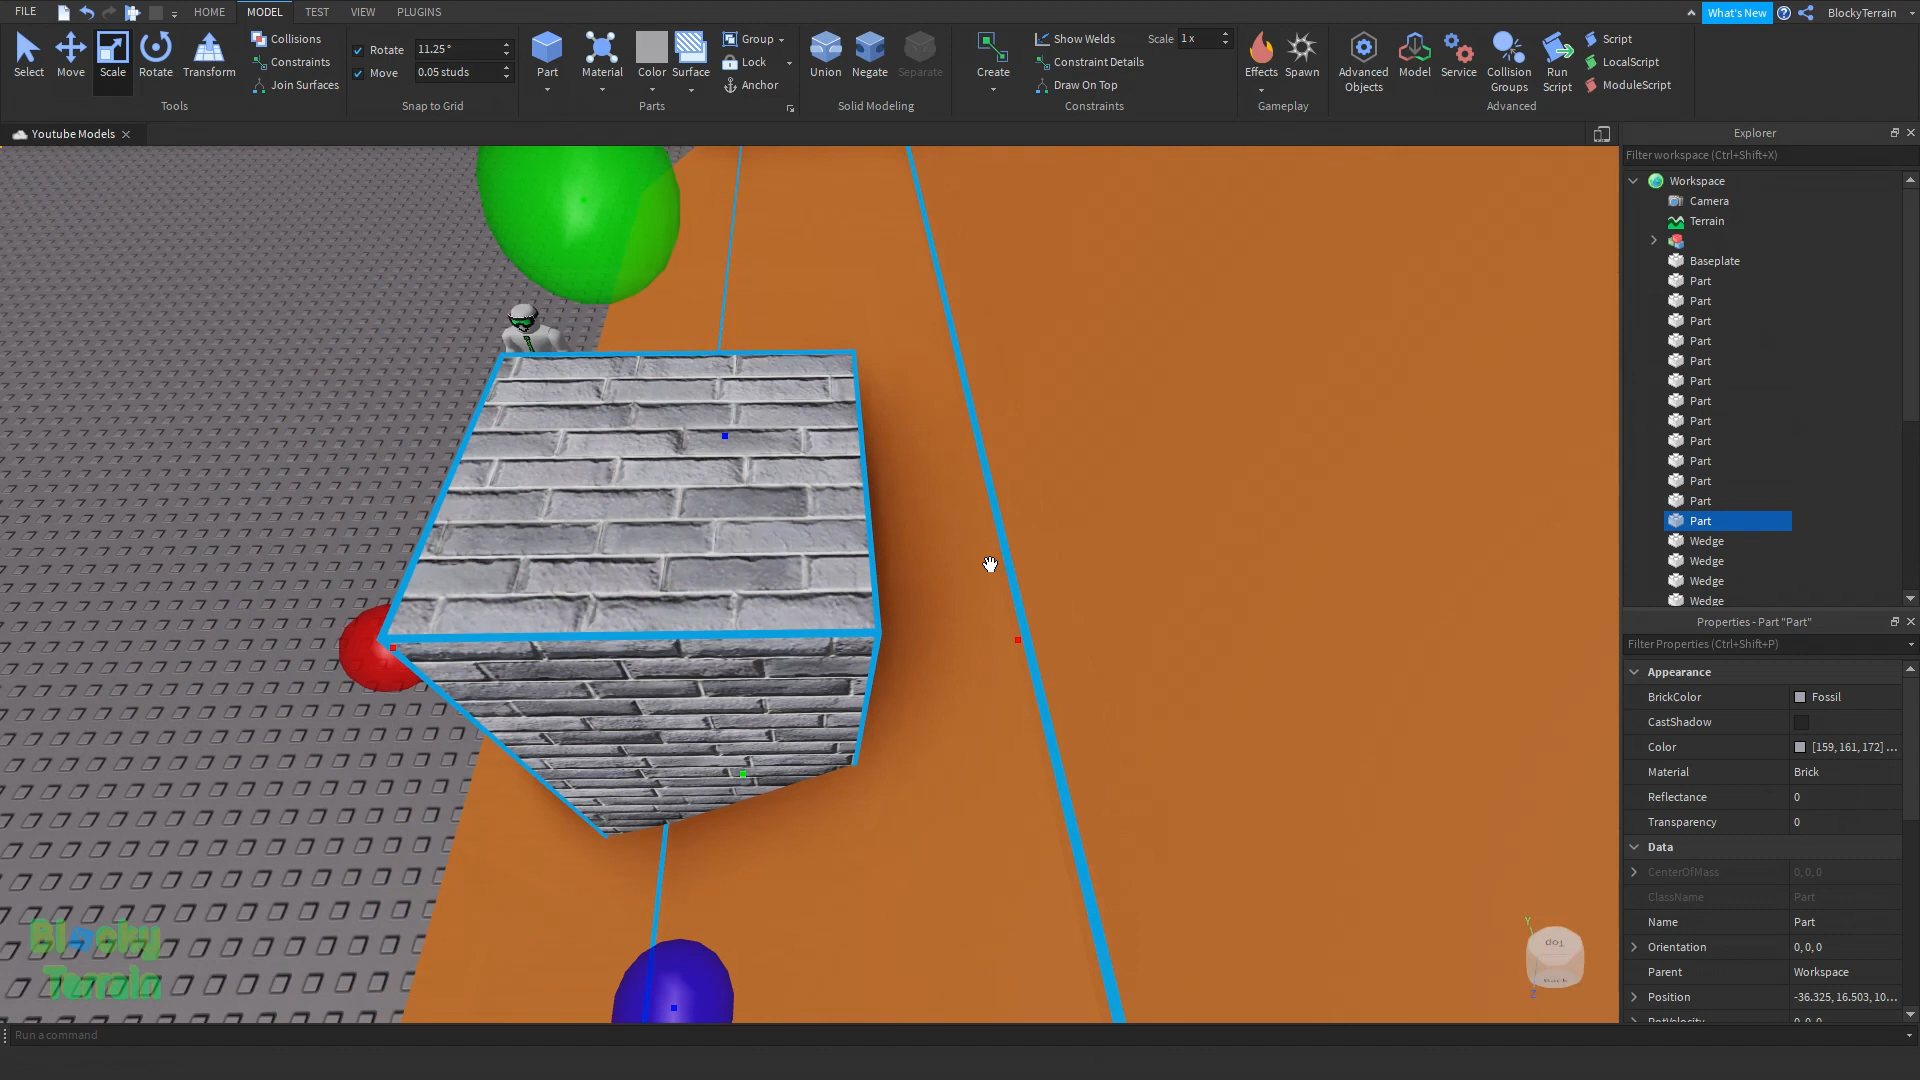 FILE HOME MODEL TEST VIEW PLUGINS What's New BlockyTerrain
Select Move Scale Rotate Transform
Collisions
Constraints
Join Surfaces
Tools
Rotate 11.25 °
Move 0.05 studs
Snap to Grid
Part Material Color Surface
Group
Lock
Anchor
Parts
Union Negate Separate
Solid Modeling
Create
Show Welds Scale 1 x
Constraint Details
Draw On Top
Constraints
Effects Spawn
Gameplay
Advanced Objects Model Service Collision Groups Run Script
Script
LocalScript
ModuleScript
Advanced
Youtube Models
Explorer
Filter workspace (Ctrl+Shift+X)
Workspace
Camera
Terrain
Baseplate
Part
Part
Part
Part
Part
Part
Part
Part
Part
Part
Part
Part
Part
Wedge
Wedge
Wedge
Wedge
Properties - Part "Part"
Filter Properties (Ctrl+Shift+P)
Appearance
BrickColor Fossil
CastShadow
Color [159, 161, 172] ...
Material Brick
Reflectance 0
Transparency 0
Data
CenterOfMass 0, 0, 0
ClassName Part
Name Part
Orientation 0, 0, 0
Parent Workspace
Position -36.325, 16.503, 10...
RotVelocity 0, 0, 0
Y
Top
Back
Z
Blocky
Terrain
Run a command